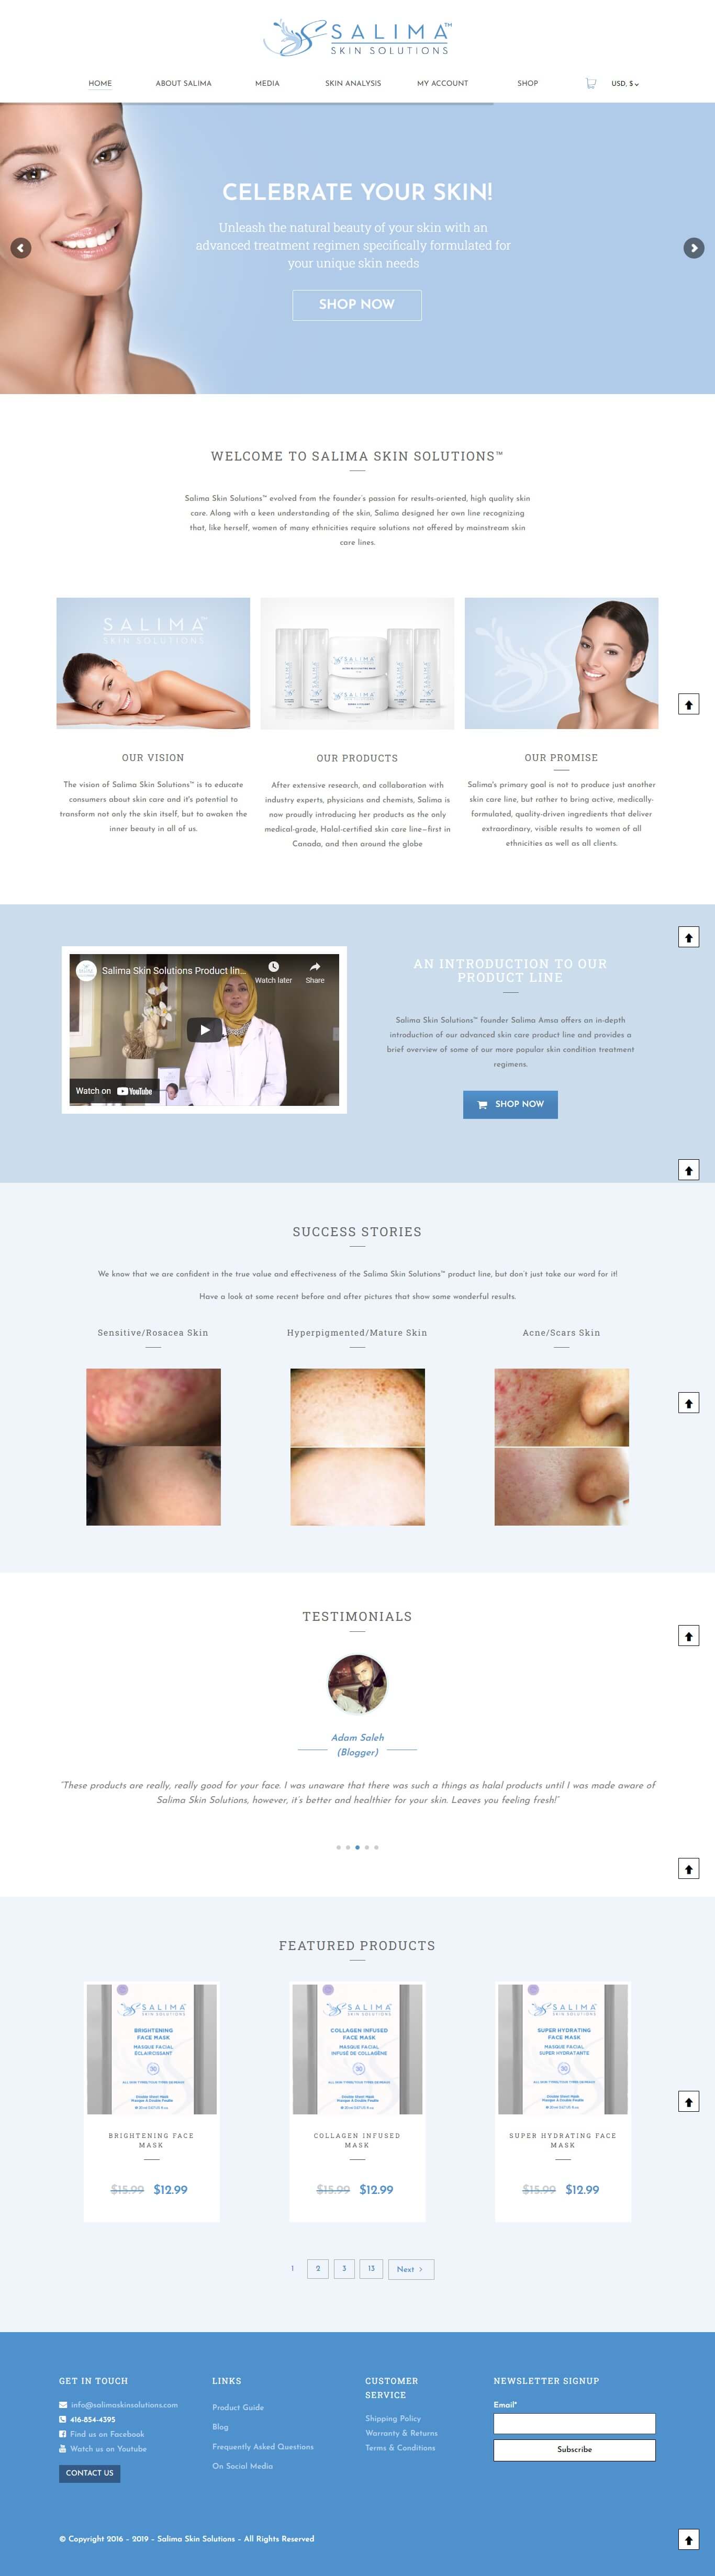 SALIMA™
SKIN SOLUTIONS
HOME
ABOUT SALIMA
MEDIA
SKIN ANALYSIS
MY ACCOUNT
SHOP
USD, $
CELEBRATE YOUR SKIN!
Unleash the natural beauty of your skin with an
advanced treatment regimen specifically formulated for
your unique skin needs
SHOP NOW
WELCOME TO SALIMA SKIN SOLUTIONS™
Salima Skin Solutions™ evolved from the founder's passion for results-oriented, high quality skin
care. Along with a keen understanding of the skin, Salima designed her own line recognizing
that, like herself, women of many ethnicities require solutions not offered by mainstream skin
care lines.
SALIMA™
SKIN SOLUTIONS
SALIMA
SALIMA
OUR VISION
The vision of Salima Skin Solutions™ is to educate
consumers about skin care and it's potential to
transform not only the skin itself, but to awaken the
inner beauty in all of us.
OUR PRODUCTS
After extensive research, and collaboration with
industry experts, physicians and chemists, Salima is
now proudly introducing her products as the only
medical-grade, Halal-certified skin care line—first in
Canada, and then around the globe
OUR PROMISE
Salima's primary goal is not to produce just another
skin care line, but rather to bring active, medically-
formulated, quality-driven ingredients that deliver
extraordinary, visible results to women of all
ethnicities as well as all clients.
Salima Skin Solutions Product lin...
Watch later
Share
Watch on YouTube
AN INTRODUCTION TO OUR
PRODUCT LINE
Salima Skin Solutions™ founder Salima Amsa offers an in-depth
introduction of our advanced skin care product line and provides a
brief overview of some of our more popular skin condition treatment
regimens.
SHOP NOW
SUCCESS STORIES
We know that we are confident in the true value and effectiveness of the Salima Skin Solutions™ product line, but don't just take our word for it!
Have a look at some recent before and after pictures that show some wonderful results.
Sensitive/Rosacea Skin
Hyperpigmented/Mature Skin
Acne/Scars Skin
TESTIMONIALS
Adam Saleh
(Blogger)
"These products are really, really good for your face. I was unaware that there was such a things as halal products until I was made aware of
Salima Skin Solutions, however, it's better and healthier for your skin. Leaves you feeling fresh!"
FEATURED PRODUCTS
SALIMA
SKIN SOLUTIONS
BRIGHTENING
FACE MASK
MASQUE FACIAL
ÉCLAIRCISSANT
30
SALIMA
SKIN SOLUTIONS
COLLAGEN INFUSED
FACE MASK
MASQUE FACIAL
INFUSÉ DE COLLAGÈNE
30
SALIMA
SKIN SOLUTIONS
SUPER HYDRATING
FACE MASK
MASQUE FACIAL
SUPER HYDRATANTE
30
BRIGHTENING FACE
MASK
$15.99 $12.99
COLLAGEN INFUSED
MASK
$15.99 $12.99
SUPER HYDRATING FACE
MASK
$15.99 $12.99
1 2 3 13 Next
GET IN TOUCH
info@salimaskinsolutions.com
416-854-4395
Find us on Facebook
Watch us on Youtube
CONTACT US
LINKS
Product Guide
Blog
Frequently Asked Questions
On Social Media
CUSTOMER
SERVICE
Shipping Policy
Warranty & Returns
Terms & Conditions
NEWSLETTER SIGNUP
Email*
Subscribe
© Copyright 2016 – 2019 – Salima Skin Solutions – All Rights Reserved